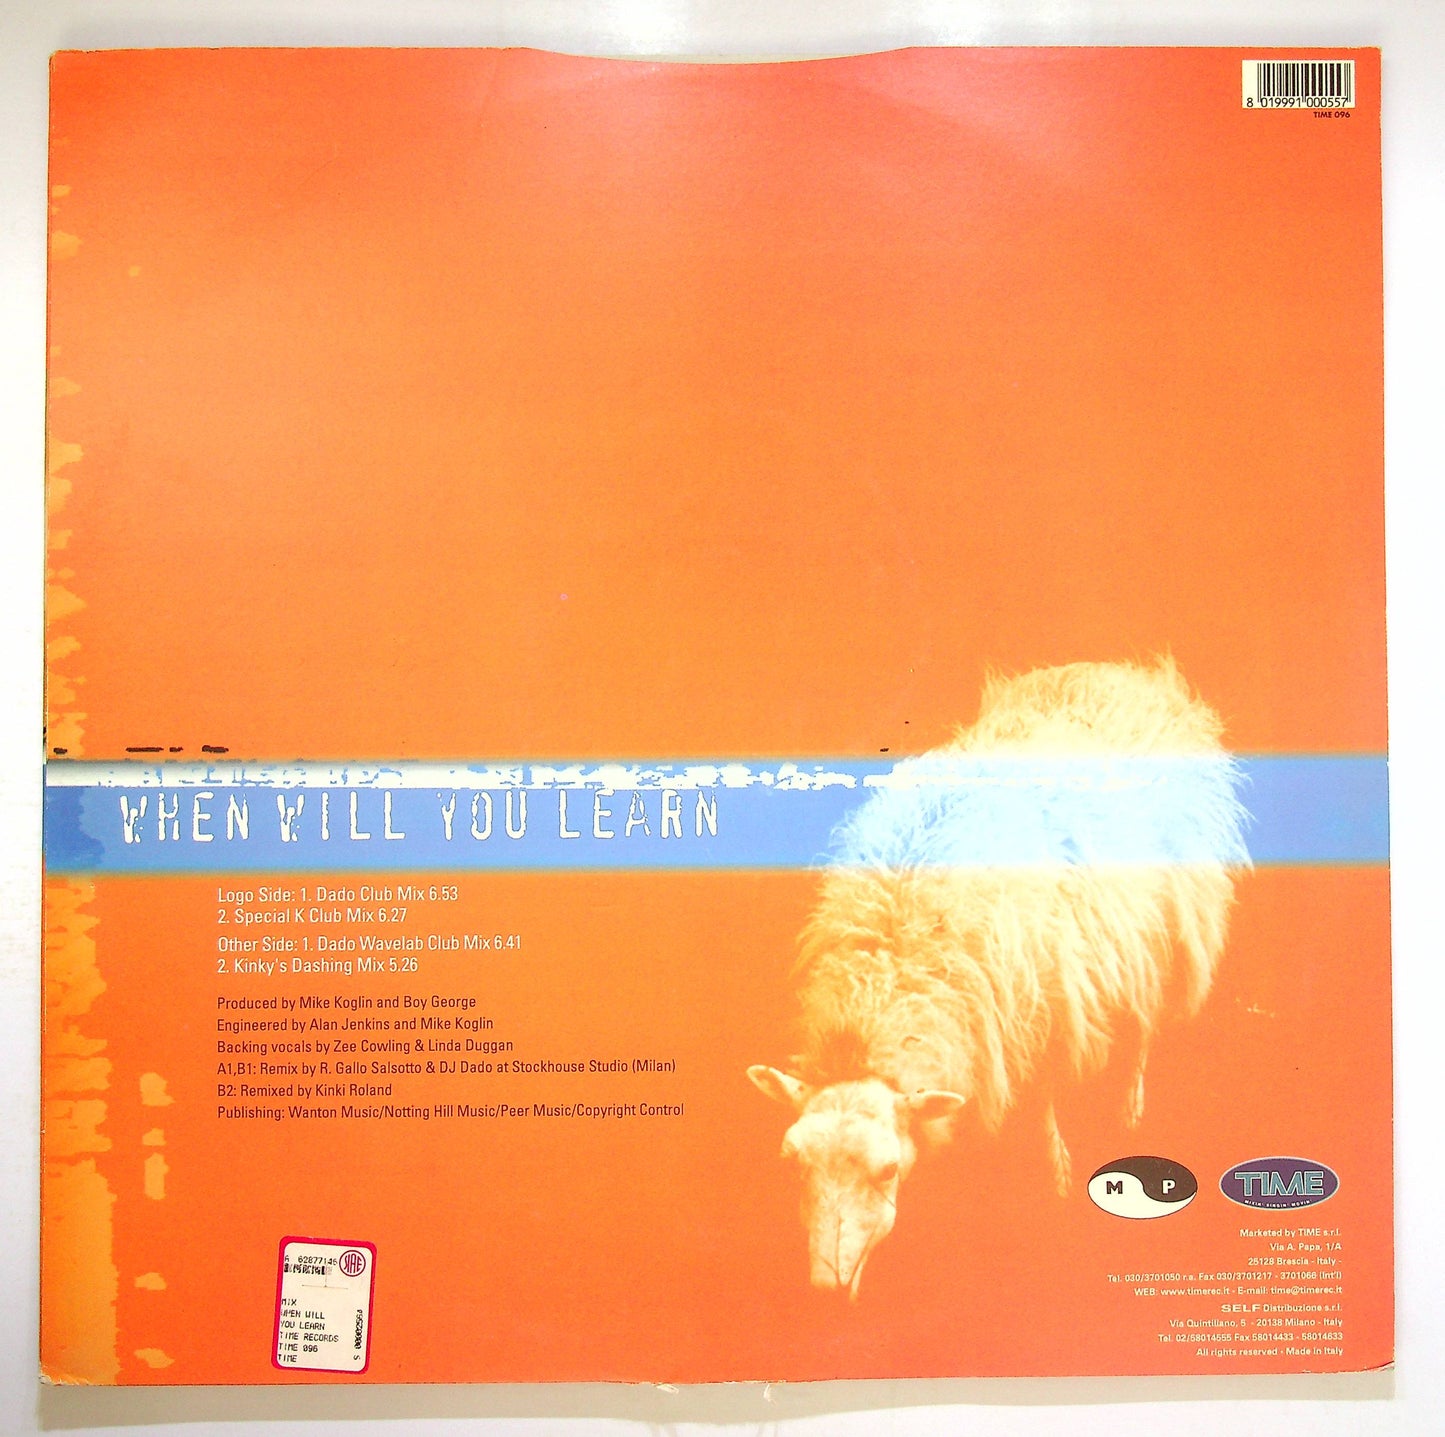 8 019991 000557
TIME 096
WHEN WILL YOU LEARN
Logo Side: 1. Dado Club Mix 6.53
2. Special K Club Mix 6.27
Other Side: 1. Dado Wavelab Club Mix 6.41
2. Kinky's Dashing Mix 5.26
Produced by Mike Koglin and Boy George
Engineered by Alan Jenkins and Mike Koglin
Backing vocals by Zee Cowling & Linda Duggan
A1,B1: Remix by R. Gallo Salsotto & DJ Dado at Stockhouse Studio (Milan)
B2: Remixed by Kinki Roland
Publishing: Wanton Music/Notting Hill Music/Peer Music/Copyright Control
M P
TIME
MIXIN' SINGIN' MOVIN'
Marketed by TIME s.r.l.
Via A. Papa, 1/A
25128 Brescia - Italy -
Tel. 030/3701050 r.a. Fax 030/3701217 - 3701066 (Int'l)
WEB: www.timerec.it - E-mail: time@timerec.it
SELF Distribuzione s.r.l.
Via Quintiliano, 5 - 20138 Milano - Italy
Tel. 02/58014555 Fax 58014433 - 58014633
All rights reserved - Made in Italy
A 62877146
MIX
WHEN WILL
YOU LEARN
TIME RECORDS
TIME 096
TIME